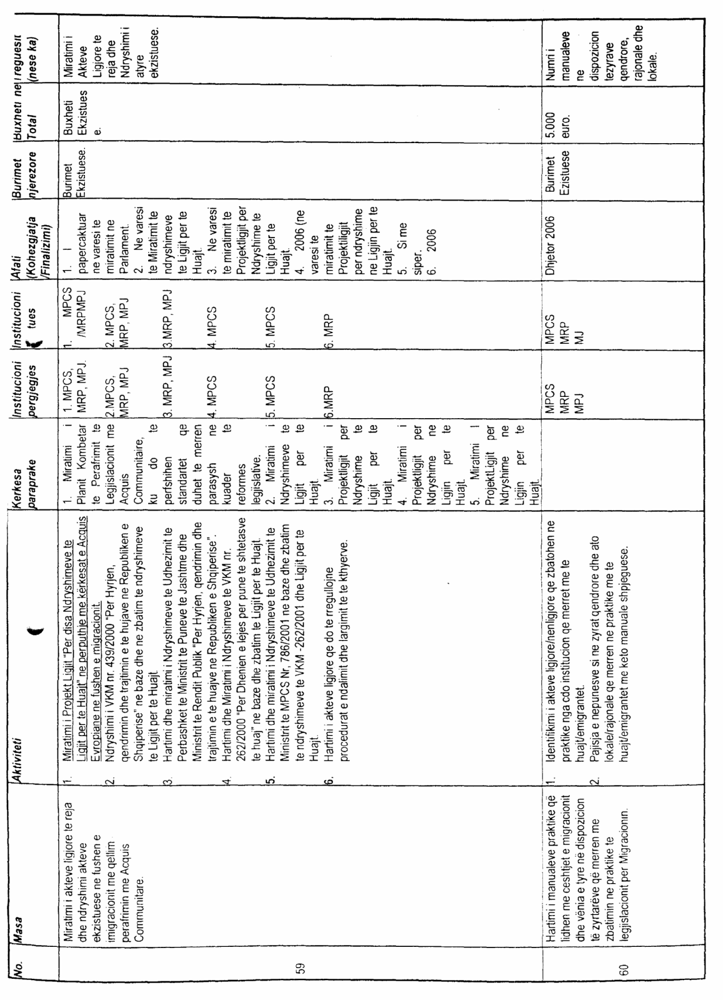 No.
Masa
Aktiviteti
Kerkesa
paraprake
Institucioni
pergjegjes
Institucioni
tues
Afati
(Kohezgjatja
/Finalizimi)
Burimet
njerezore
Buxheti
Total
(nese ka)
59
Miratimi i akteve ligjore te reja
dhe ndryshimi akteve
ekzistuese ne fushen e
imigracionit me qellim
perafrimin me Acquis
Communitare.
1. Miratimi i Projekt Ligjit "Per disa Ndryshimeve te
Ligjit per te Huajt" ne perputhje me kërkesat e Acquis
Evropiane ne fushen e migracionit.
2. Ndryshimi i VKM nr. 439/2000 "Per Hyrjen,
qendrimin dhe trajtimin e te hujave ne Republiken e
Shqiperise" ne baze dhe ne zbatim te ndryshimeve
te Ligjit per te Huajt.
3. Hartimi dhe miratimi i Ndryshimeve te Udhezimit te
Perbashket te Ministrit te Puneve te Jashtme dhe
Ministrit te Rendit Publik "Per Hyrjen, qendrimin dhe
trajtimin e te huajve ne Republiken e Shqiperise".
4. Hartimi dhe Miratimi i Ndryshimeve te VKM nr.
262/2000 "Per Dhenien e lejes per pune te shtetasve
te huaj" ne baze dhe zbatim te Ligjit per te Huajt.
5. Hartimi dhe miratimi i Ndryshimeve te Udhezimit te
Ministrit te MPCS Nr, 786/2001 ne baze dhe zbatim
te ndryshimeve te VKM -262/2001 dhe Ligjit per te
Huajt.
6. Hartimi i akteve ligjore qe do te rregullojne
procedurat e ndalimit dhe largimit te te kthyerve.
1. Miratimi i
Planit Kombetar
te Perafrimit te
Legjislacionit me
Acquis
Communitaire,
ku do te
perfshihen
standartet qe
duhet te merren
parasysh ne
kuader te
reformes
legjislative.
2. Miratimi i
Ndryshimeve te
Ligjit per te
Huajt.
3. Miratimi i
Projektligjit per
Ndryshime te
Ligjit per te
Huajt.
4. Miratimi i
Projektligjit per
Ndryshime ne
Ligjin per te
Huajt.
5. Miratimi I
ProjektLigjit per
Ndryshime ne
Ligjin per te
Huajt.
1. MPCS,
MRP, MPJ.
2.MPCS,
MRP, MPJ
3. MRP, MPJ
4. MPCS
5. MPCS
6.MRP
1. MPCS
/MRPMPJ
2. MPCS,
MRP, MPJ
3.MRP, MPJ
4. MPCS
5. MPCS
6. MRP
1. I
papercaktuar
ne varesi te
miratimit ne
Parlament.
2. Ne varesi
te Miratimit te
ndryshimeve
te Ligjit per te
Huajt.
3. Ne varesi
te miratimit te
Projektligjit per
Ndryshime te
Ligjit per te
Huajt.
4. 2006 (ne
varesi te
miratimit te
Projektiligjit
per ndryshime
ne Ligjin per te
Huajt.
5. Si me
siper.
6. 2006
Burimet
Ekzistuese.
Buxheti
Ekzistues
e.
Miratimi i
Akteve
Ligjore te
reja dhe
Ndryshimi i
atyre
ekzistuese.
60
Hartimi i manualeve praktike që
lidhen me ceshtjet e migracionit
dhe vënia e tyre në dispozicion
të zyrtarëve që merren me
zbatimin ne praktike te
legjislacionit per Migracionin.
1. Identifikimi i akteve ligjore/nenligjore qe zbatohen ne
praktike nga cdo institucion qe merret me te
huajt/emigrantet.
2. Pajisja e nepunesve si ne zyrat qendrore dhe ato
lokale/rajonale qe merren ne praktike me te
huajt/emigrantet me keto manuale shpjeguese.
MPCS
MRP
MPJ
MPCS
MRP
MJ
Dhjetor 2006
Burimet
Ezistuese
5.000
euro.
Numri i
manualeve
ne
dispozicion
tezyrave
qendrore,
rajonale dhe
lokale.